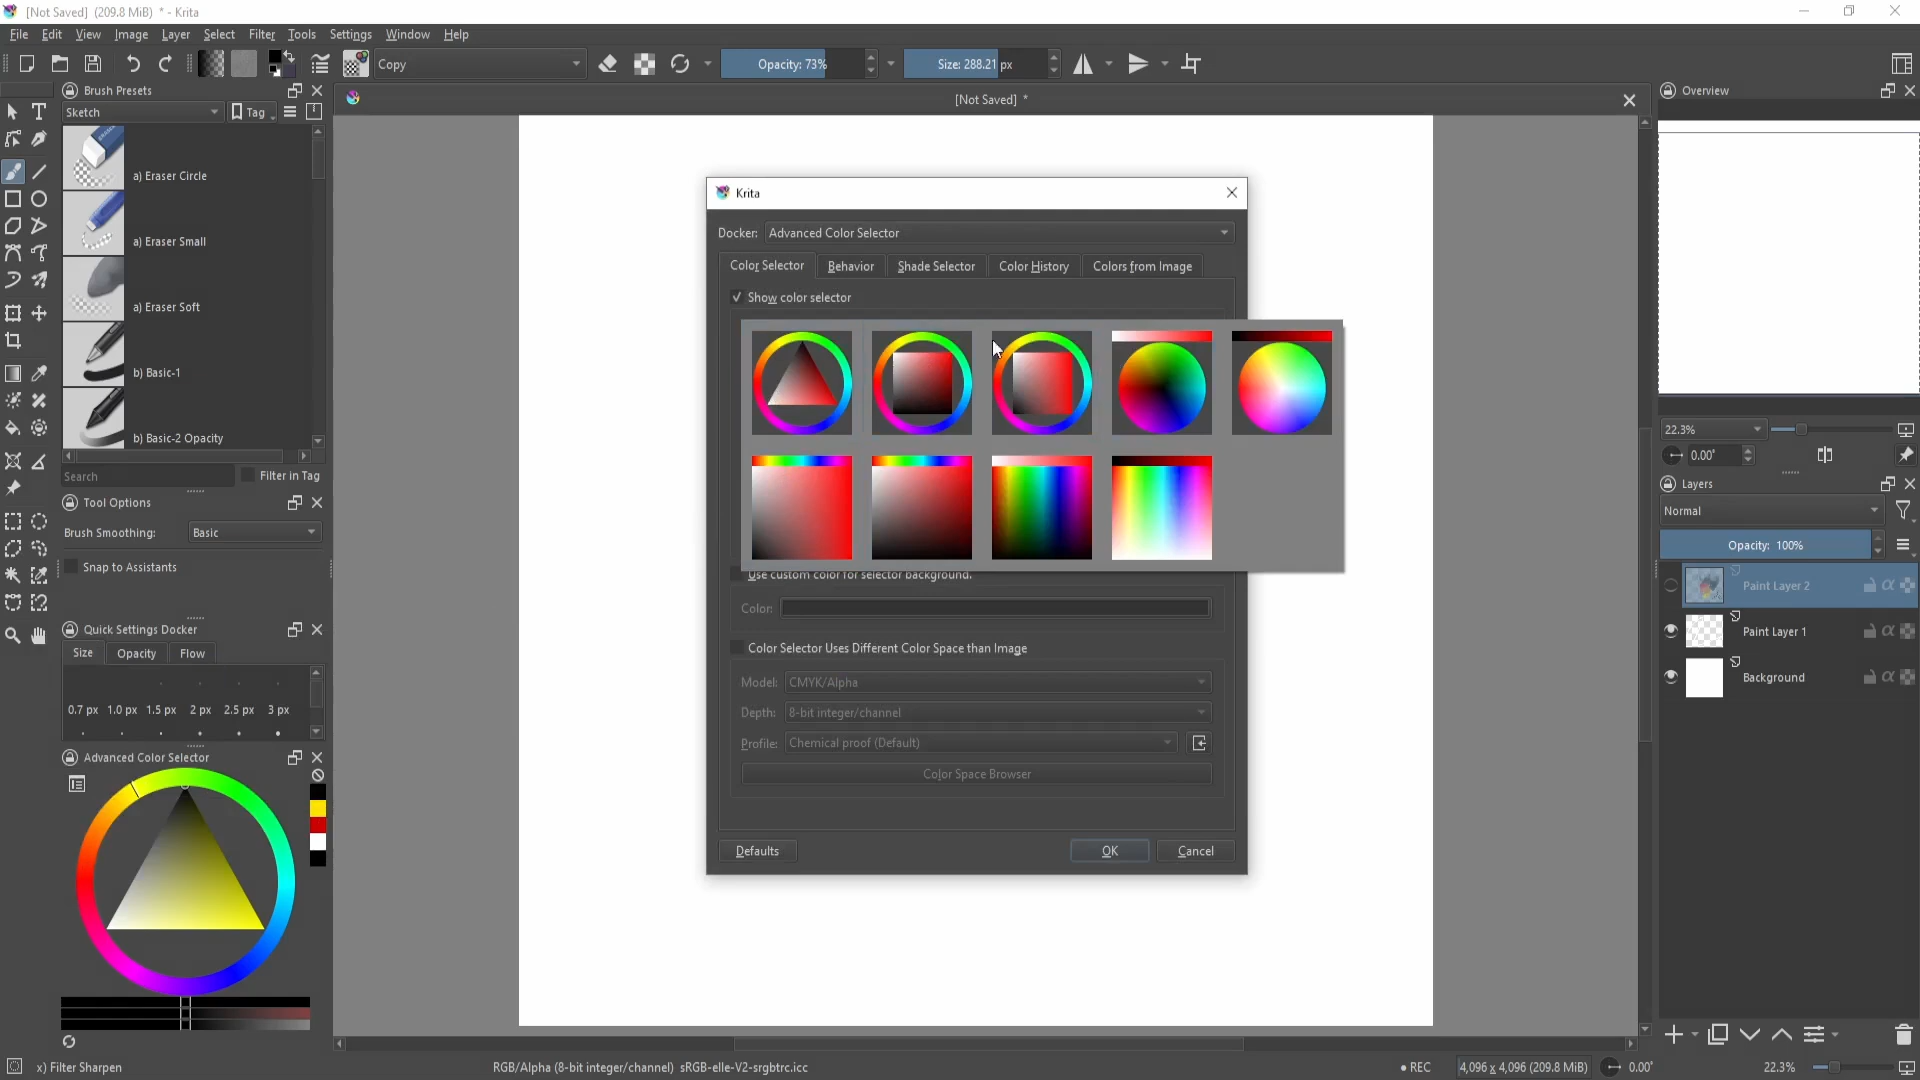 [Not Saved] (209.8 MiB) * - Krita
File Edit View Image Layer Select Filter Tools Settings Window Help
Copy Opacity: 73% Size: 288.21 px
Brush Presets
[Not Saved] *
Overview
Sketch Tag
a) Eraser Circle
a) Eraser Small
a) Eraser Soft
b) Basic-1
b) Basic-2 Opacity
Search Filter in Tag
Tool Options
Brush Smoothing: Basic
Snap to Assistants
Quick Settings Docker
Size Opacity Flow
0.7 px 1.0 px 1.5 px 2 px 2.5 px 3 px
Advanced Color Selector
Krita
Docker: Advanced Color Selector
Color Selector Behavior Shade Selector Color History Colors from Image
Show color selector
Use custom color for selector background.
Color:
Color Selector Uses Different Color Space than Image
Model: CMYK/Alpha
Depth: 8-bit integer/channel
Profile: Chemical proof (Default)
Color Space Browser
Defaults OK Cancel
22.3%
0.00°
Layers
Normal
Opacity: 100%
Paint Layer 2
Paint Layer 1
Background
x) Filter Sharpen
RGB/Alpha (8-bit integer/channel) sRGB-elle-V2-srgbtrc.icc
REC 4,096 x 4,096 (209.8 MiB) 0.00° 22.3%